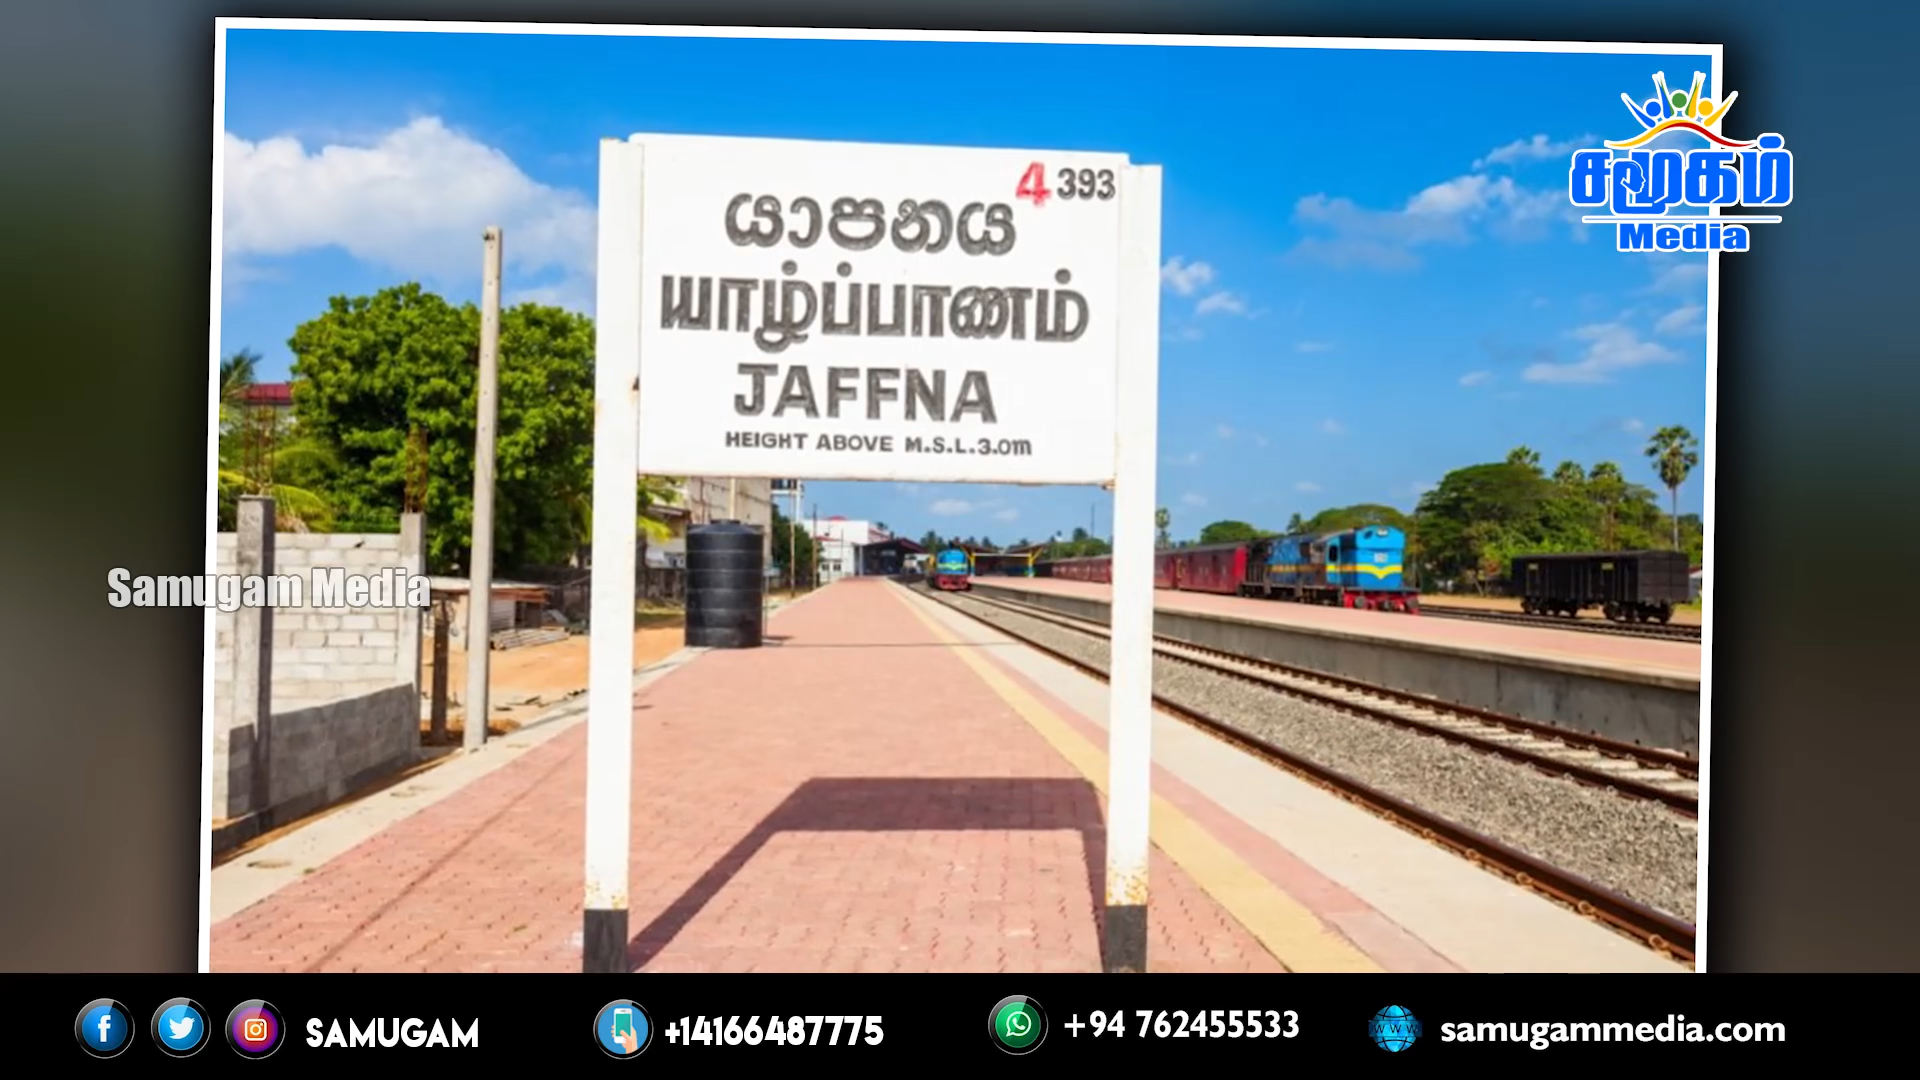 4 393
යාපනය
யாழ்ப்பாணம்
JAFFNA
HEIGHT ABOVE M.S.L.3.0m
சமூகம்
Media
Samugam Media
SAMUGAM
+14166487775
+94 762455533
samugammedia.com